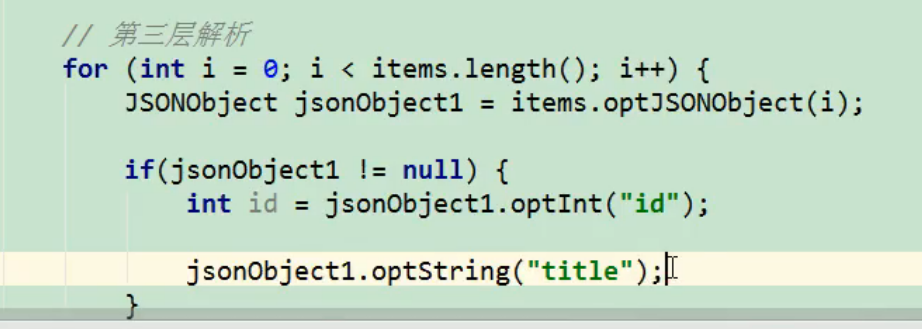 // 第三层解析
for (int i = 0; i < items.length(); i++) {
JSONObject jsonObject1 = items.optJSONObject(i);
if(jsonObject1 != null) {
int id = jsonObject1.optInt("id");
jsonObject1.optString("title");
}